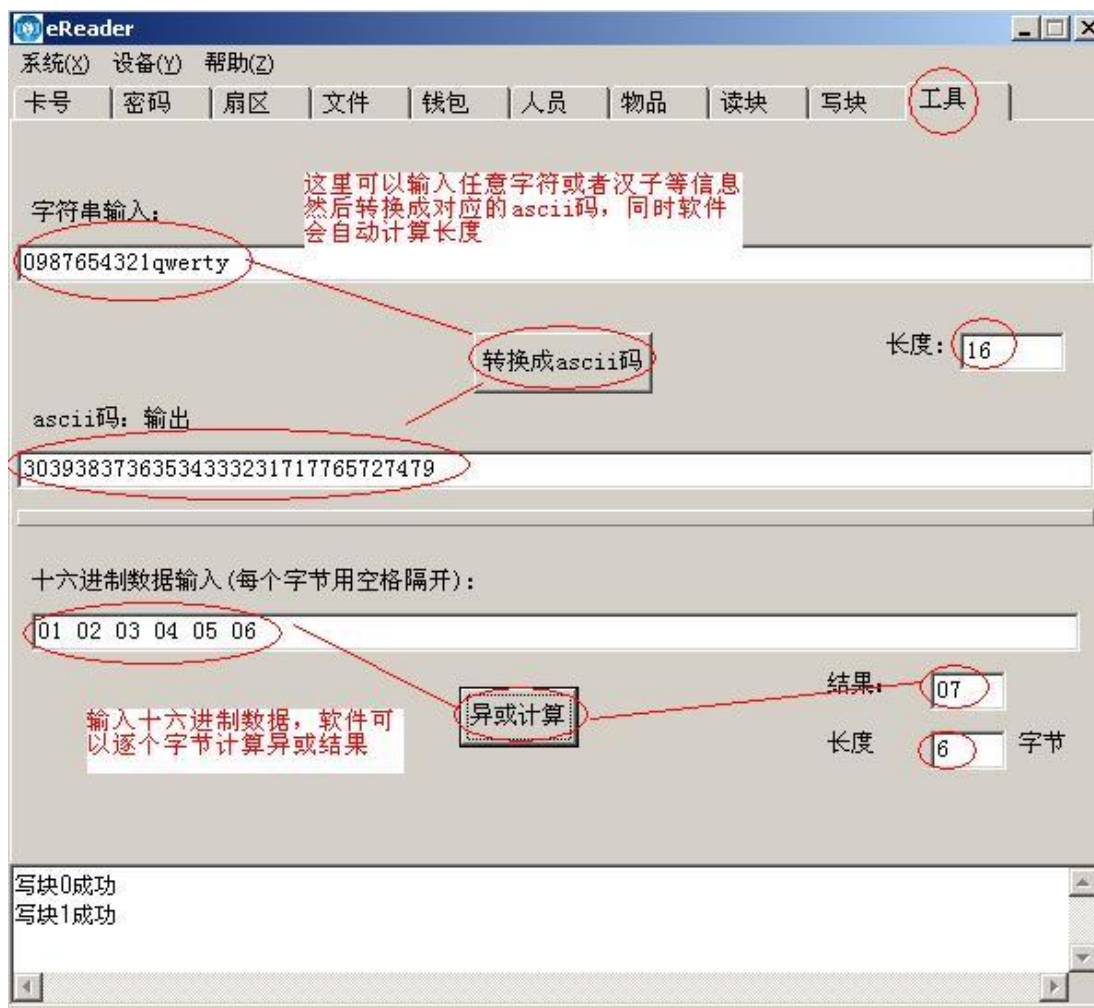 eReader
系统(X) 设备(Y) 帮助(Z)
卡号 密码 扇区 文件 钱包 人员 物品 读块 写块 工具
这里可以输入任意字符或者汉子等信息
然后转换成对应的ascii码，同时软件
会自动计算长度
字符串输入：
0987654321qwerty
转换成ascii码
长度：
16
ascii码：输出
30393837363534333231717765727479
十六进制数据输入(每个字节用空格隔开)：
01 02 03 04 05 06
输入十六进制数据，软件可
以逐个字节计算异或结果
异或计算
结果：
07
长度
6
字节
写块0成功
写块1成功